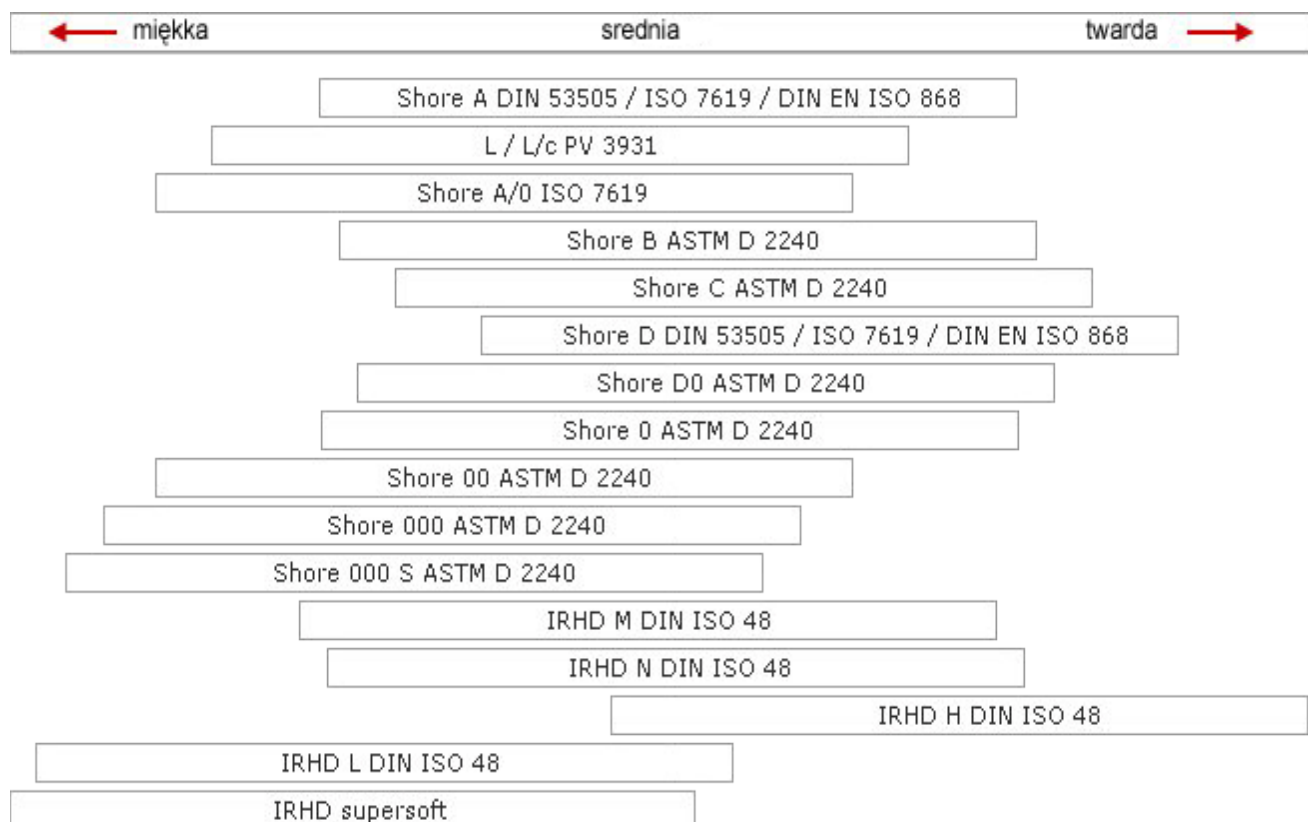 miękka srednia twarda
Shore A DIN 53505 / ISO 7619 / DIN EN ISO 868
L / L/c PV 3931
Shore A/0 ISO 7619
Shore B ASTM D 2240
Shore C ASTM D 2240
Shore D DIN 53505 / ISO 7619 / DIN EN ISO 868
Shore D0 ASTM D 2240
Shore 0 ASTM D 2240
Shore 00 ASTM D 2240
Shore 000 ASTM D 2240
Shore 000 S ASTM D 2240
IRHD M DIN ISO 48
IRHD N DIN ISO 48
IRHD H DIN ISO 48
IRHD L DIN ISO 48
IRHD supersoft